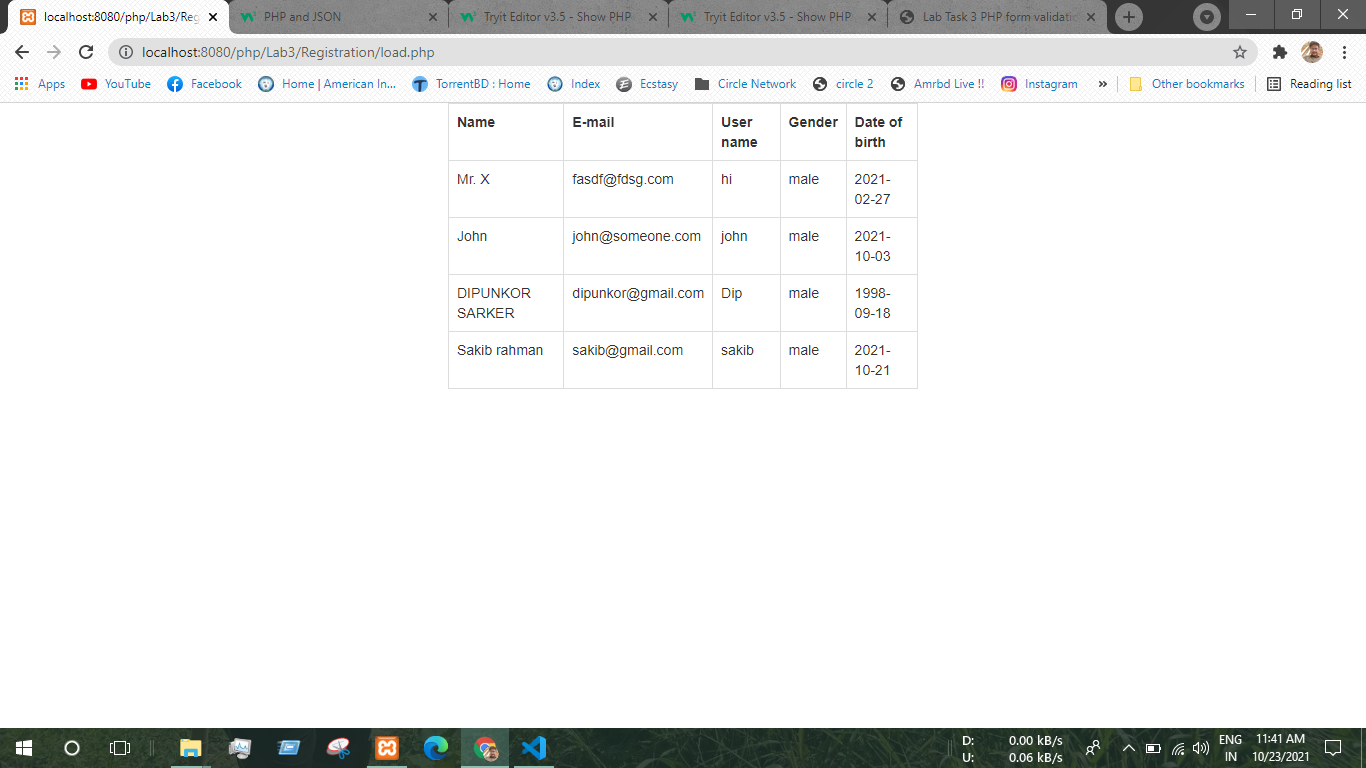 localhost:8080/php/Lab3/Reg
PHP and JSON
Tryit Editor v3.5 - Show PHP
Tryit Editor v3.5 - Show PHP
Lab Task 3 PHP form validatio
localhost:8080/php/Lab3/Registration/load.php
Apps YouTube Facebook Home | American In... TorrentBD : Home Index Ecstasy Circle Network circle 2 Amrbd Live !! Instagram » Other bookmarks Reading list
Name E-mail User Gender Date of
name birth
Mr. X fasdf@fdsg.com hi male 2021-
02-27
John john@someone.com john male 2021-
10-03
DIPUNKOR dipunkor@gmail.com Dip male 1998-
SARKER 09-18
Sakib rahman sakib@gmail.com sakib male 2021-
10-21
D: 0.00 kB/s ENG 11:41 AM
U: 0.06 kB/s IN 10/23/2021